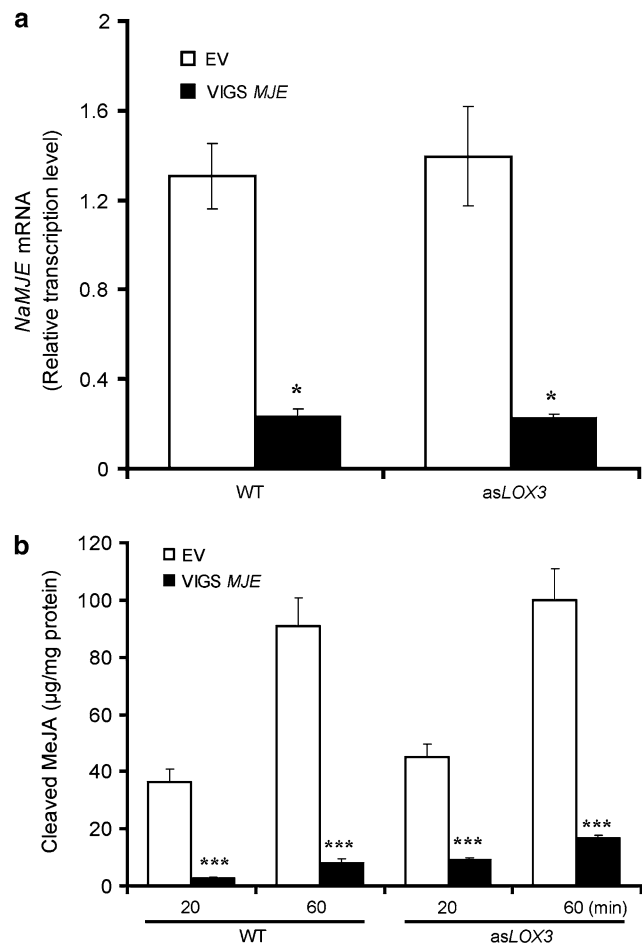 a
2
1.6
1.2
0.8
0.4
0
NaMJE mRNA
(Relative transcription level)
EV
VIGS MJE
*
*
WT
asLOX3
b
120
100
80
60
40
20
0
Cleaved MeJA (µg/mg protein)
EV
VIGS MJE
***
***
***
***
20 60 20 60 (min)
WT asLOX3